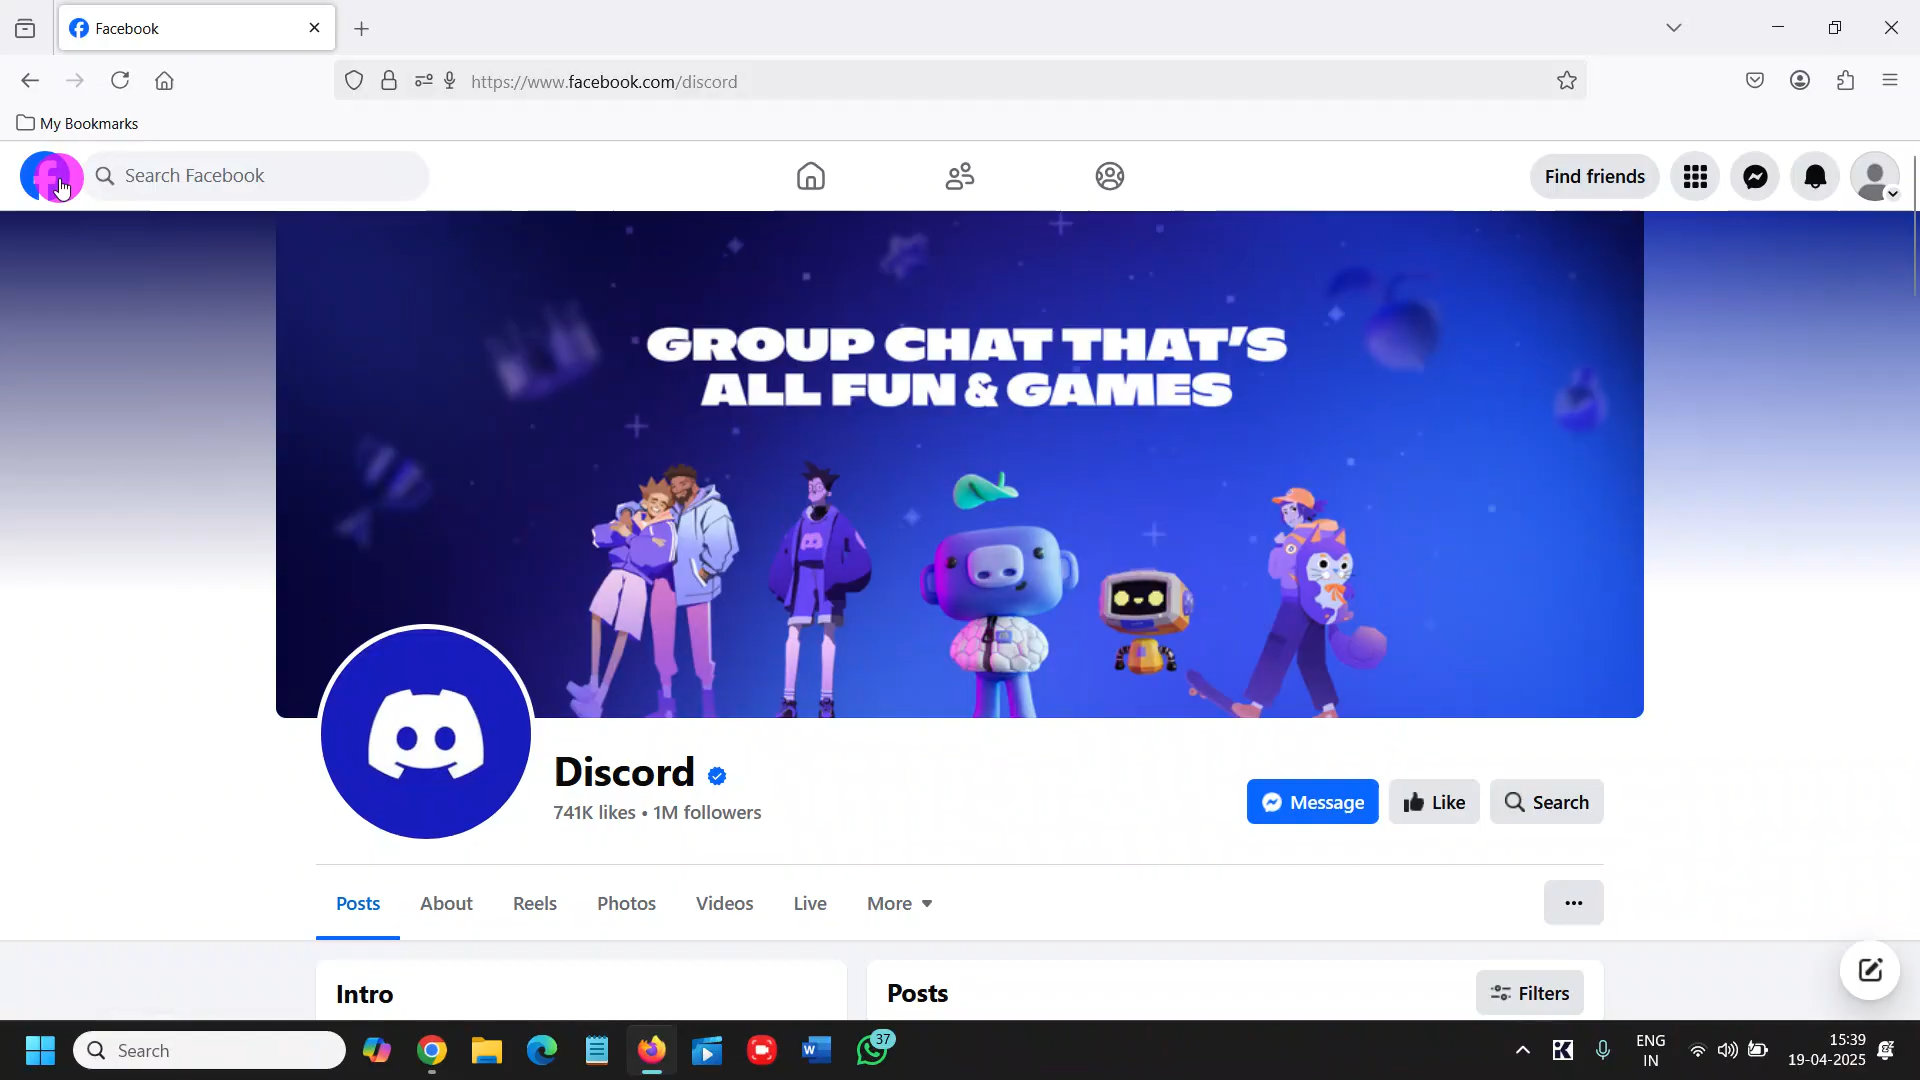 Facebook
https://www.facebook.com/discord
My Bookmarks
Search Facebook
Find friends
GROUP CHAT THAT'S
ALL FUN & GAMES
Discord
741K likes • 1M followers
Message
Like
Search
Posts
About
Reels
Photos
Videos
Live
More
Intro
Posts
Filters
Search
37
ENG
IN
15:39
19-04-2025